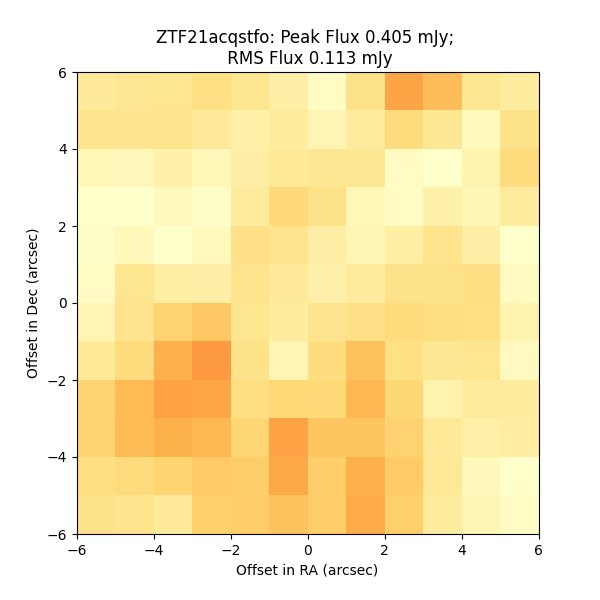 ZTF21acqstfo: Peak Flux 0.405 mJy;
RMS Flux 0.113 mJy
6
4
2
0
−2
−4
−6
Offset in Dec (arcsec)
−6 −4 −2 0 2 4 6
Offset in RA (arcsec)